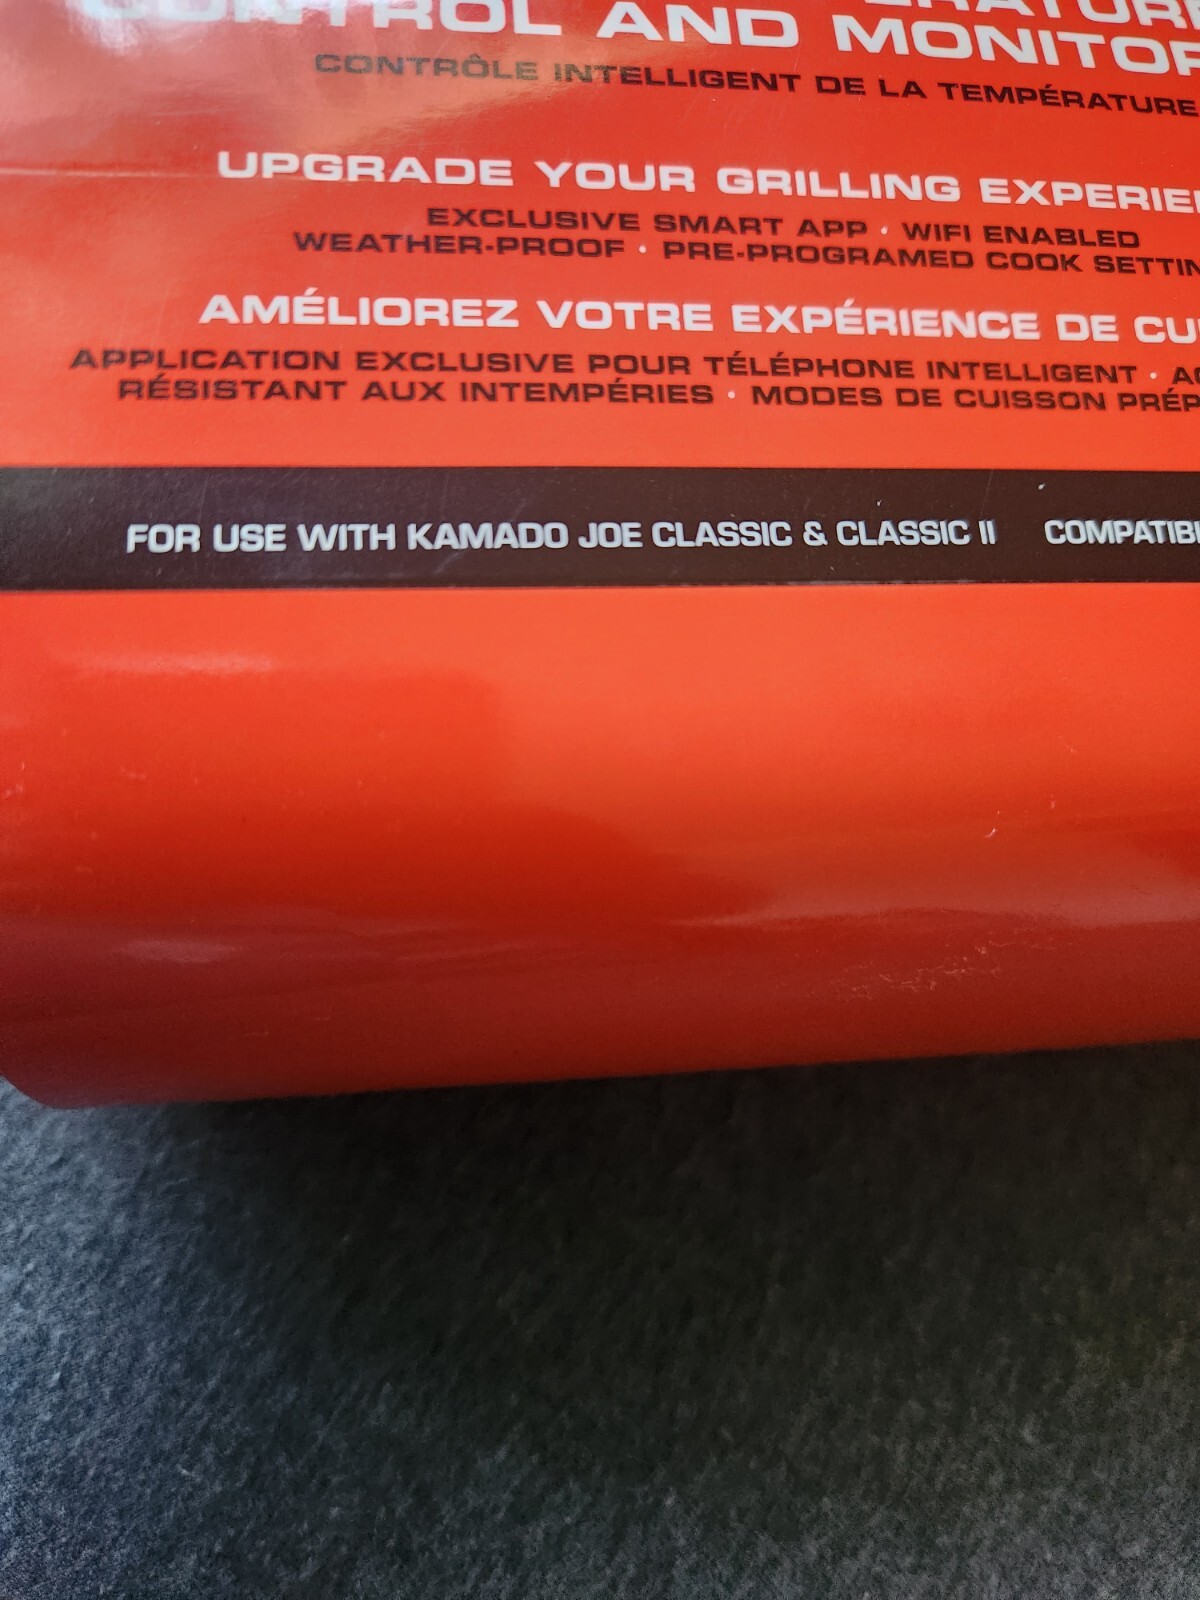 CONTROL AND
CONTRÔLE INTELLIGENT DE LA TEMPÉRATURE
UPGRADE YOUR GRILLING
EXCLUSIVE SMART APP · WIFI ENABLED
WEATHER-PROOF · PRE-PROGRAMED COOK
AMÉLIOREZ VOTRE EXPÉRIENCE DE
APPLICATION EXCLUSIVE POUR TÉLÉPHONE INTELLIGENT ·
RÉSISTANT AUX INTEMPÉRIES · MODES DE CUISSON
FOR USE WITH KAMADO JOE CLASSIC & CLASSIC II